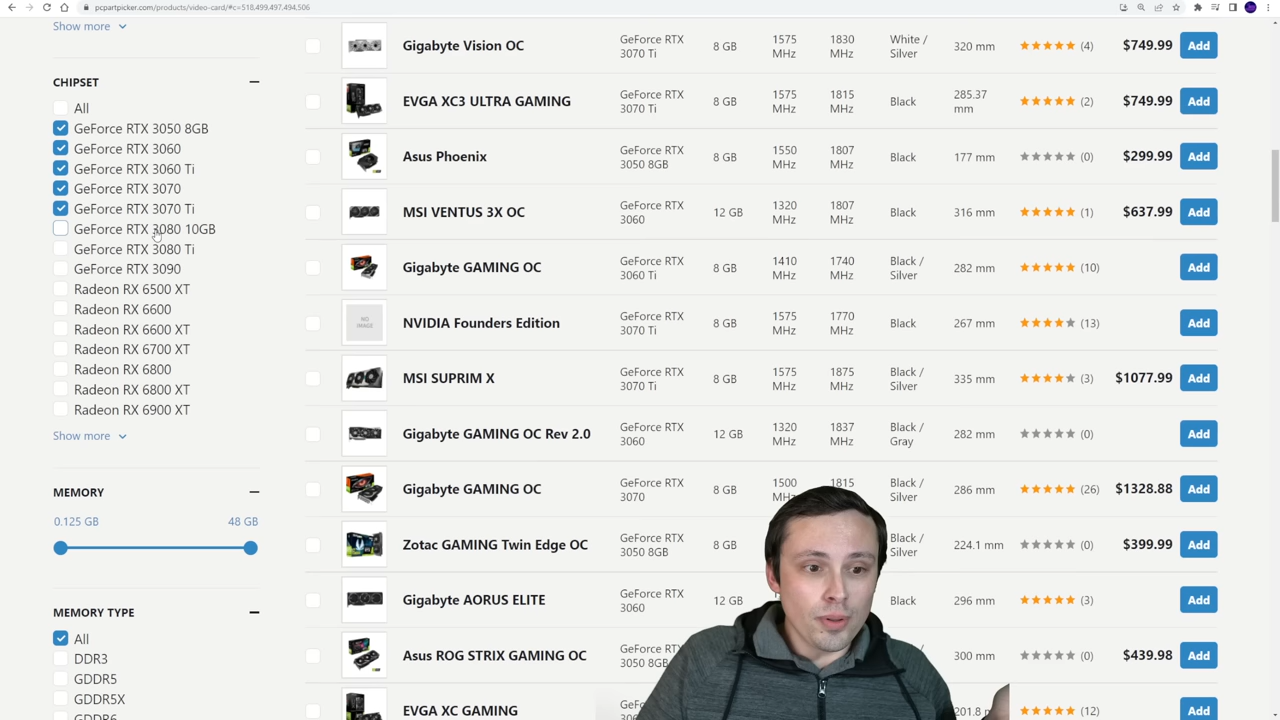 pcpartpicker.com/products/video-card/#c=518,499,497,494,506
Show more
CHIPSET
All
GeForce RTX 3050 8GB
GeForce RTX 3060
GeForce RTX 3060 Ti
GeForce RTX 3070
GeForce RTX 3070 Ti
GeForce RTX 3080 10GB
GeForce RTX 3080 Ti
GeForce RTX 3090
Radeon RX 6500 XT
Radeon RX 6600
Radeon RX 6600 XT
Radeon RX 6700 XT
Radeon RX 6800
Radeon RX 6800 XT
Radeon RX 6900 XT
Show more
MEMORY
0.125 GB 48 GB
MEMORY TYPE
All
DDR3
GDDR5
GDDR5X
GDDR6
Gigabyte Vision OC GeForce RTX 8 GB 1575 1830 White / 320 mm (4) $749.99 Add
3070 Ti MHz MHz Silver
EVGA XC3 ULTRA GAMING GeForce RTX 8 GB 1575 1815 Black 285.37 (2) $749.99 Add
3070 Ti MHz MHz mm
Asus Phoenix GeForce RTX 8 GB 1550 1807 Black 177 mm (0) $299.99 Add
3050 8GB MHz MHz
MSI VENTUS 3X OC GeForce RTX 12 GB 1320 1807 Black 316 mm (1) $637.99 Add
3060 MHz MHz
Gigabyte GAMING OC GeForce RTX 8 GB 1410 1740 Black / 282 mm (10) Add
3060 Ti MHz MHz Silver
NO IMAGE NVIDIA Founders Edition GeForce RTX 8 GB 1575 1770 Black 267 mm (13) Add
3070 Ti MHz MHz
MSI SUPRIM X GeForce RTX 8 GB 1575 1875 Black / 335 mm (3) $1077.99 Add
3070 Ti MHz MHz Silver
Gigabyte GAMING OC Rev 2.0 GeForce RTX 12 GB 1320 1837 Black / 282 mm (0) Add
3060 MHz MHz Gray
Gigabyte GAMING OC GeForce RTX 8 GB 1500 1815 Black / 286 mm (26) $1328.88 Add
3070 MHz Silver
Zotac GAMING Twin Edge OC GeForce RTX 8 GB Black / 224.1 mm (0) $399.99 Add
3050 8GB Silver
Gigabyte AORUS ELITE GeForce RTX 12 GB Black 296 mm (3) Add
3060
Asus ROG STRIX GAMING OC GeForce RTX 300 mm (0) $439.98 Add
3050 8GB
EVGA XC GAMING GeForce RTX 201.8 (12) Add